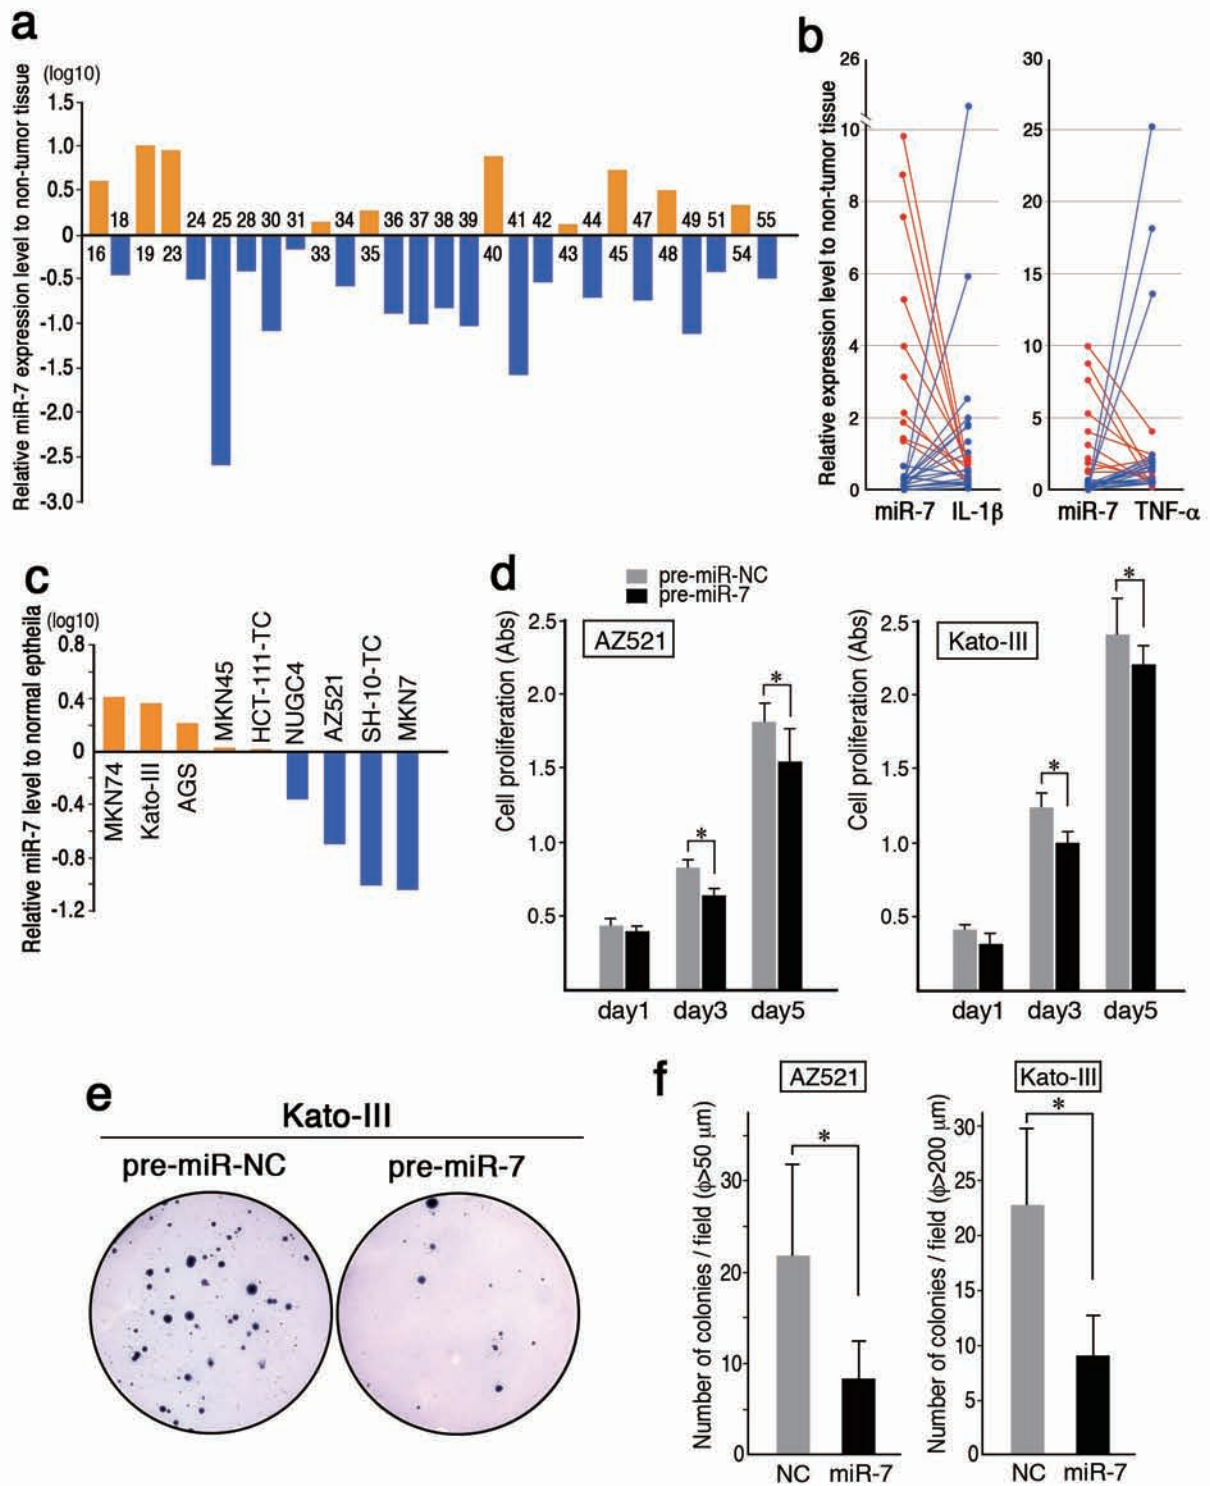 a
(log10)
Relative miR-7 expression level to non-tumor tissue
1.5
1.0
0.5
0
-0.5
-1.0
-1.5
-2.0
-2.5
-3.0
18 24 25 28 30 31 34 36 37 38 39 41 42 44 47 49 51 55
16 19 23 33 35 40 43 45 48 54
b
Relative expression level to non-tumor tissue
26
10
8
6
4
2
0
miR-7 IL-1β
30
25
20
15
10
5
0
miR-7 TNF-α
c
(log10)
Relative miR-7 level to normal eptheila
0.8
0.4
0
-0.4
-0.8
-1.2
MKN74
Kato-III
AGS
MKN45
HCT-111-TC
NUGC4
AZ521
SH-10-TC
MKN7
d
pre-miR-NC
pre-miR-7
Cell proliferation (Abs)
2.5
2.0
1.5
1.0
0.5
AZ521
*
*
day1 day3 day5
Cell proliferation (Abs)
2.5
2.0
1.5
1.0
0.5
Kato-III
*
*
day1 day3 day5
e
Kato-III
pre-miR-NC pre-miR-7
f
AZ521
Number of colonies / field (φ>50 μm)
30
20
10
0
*
NC miR-7
Kato-III
Number of colonies / field (φ>200 μm)
30
25
20
15
10
5
0
*
NC miR-7